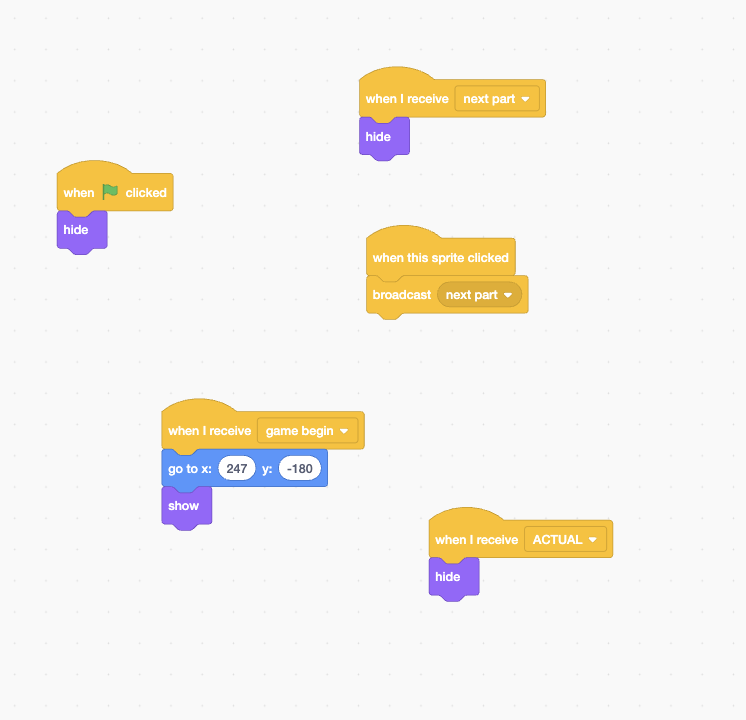 when I receive next part
hide
when clicked
hide
when this sprite clicked
broadcast next part
when I receive game begin
go to x: 247 y: -180
show
when I receive ACTUAL
hide